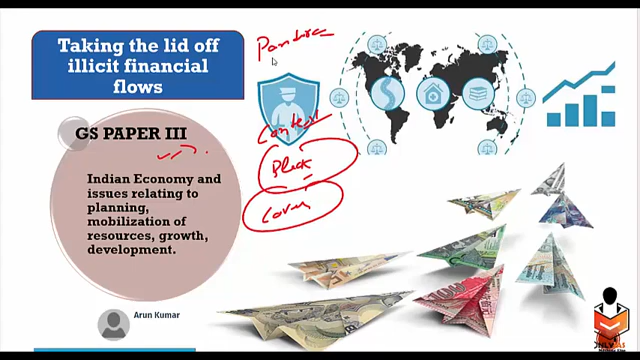 Taking the lid off
illicit financial
flows
Pandora
GS PAPER III
Context
Black
Indian Economy and
issues relating to
planning,
mobilization of
resources, growth,
development.
Arun Kumar